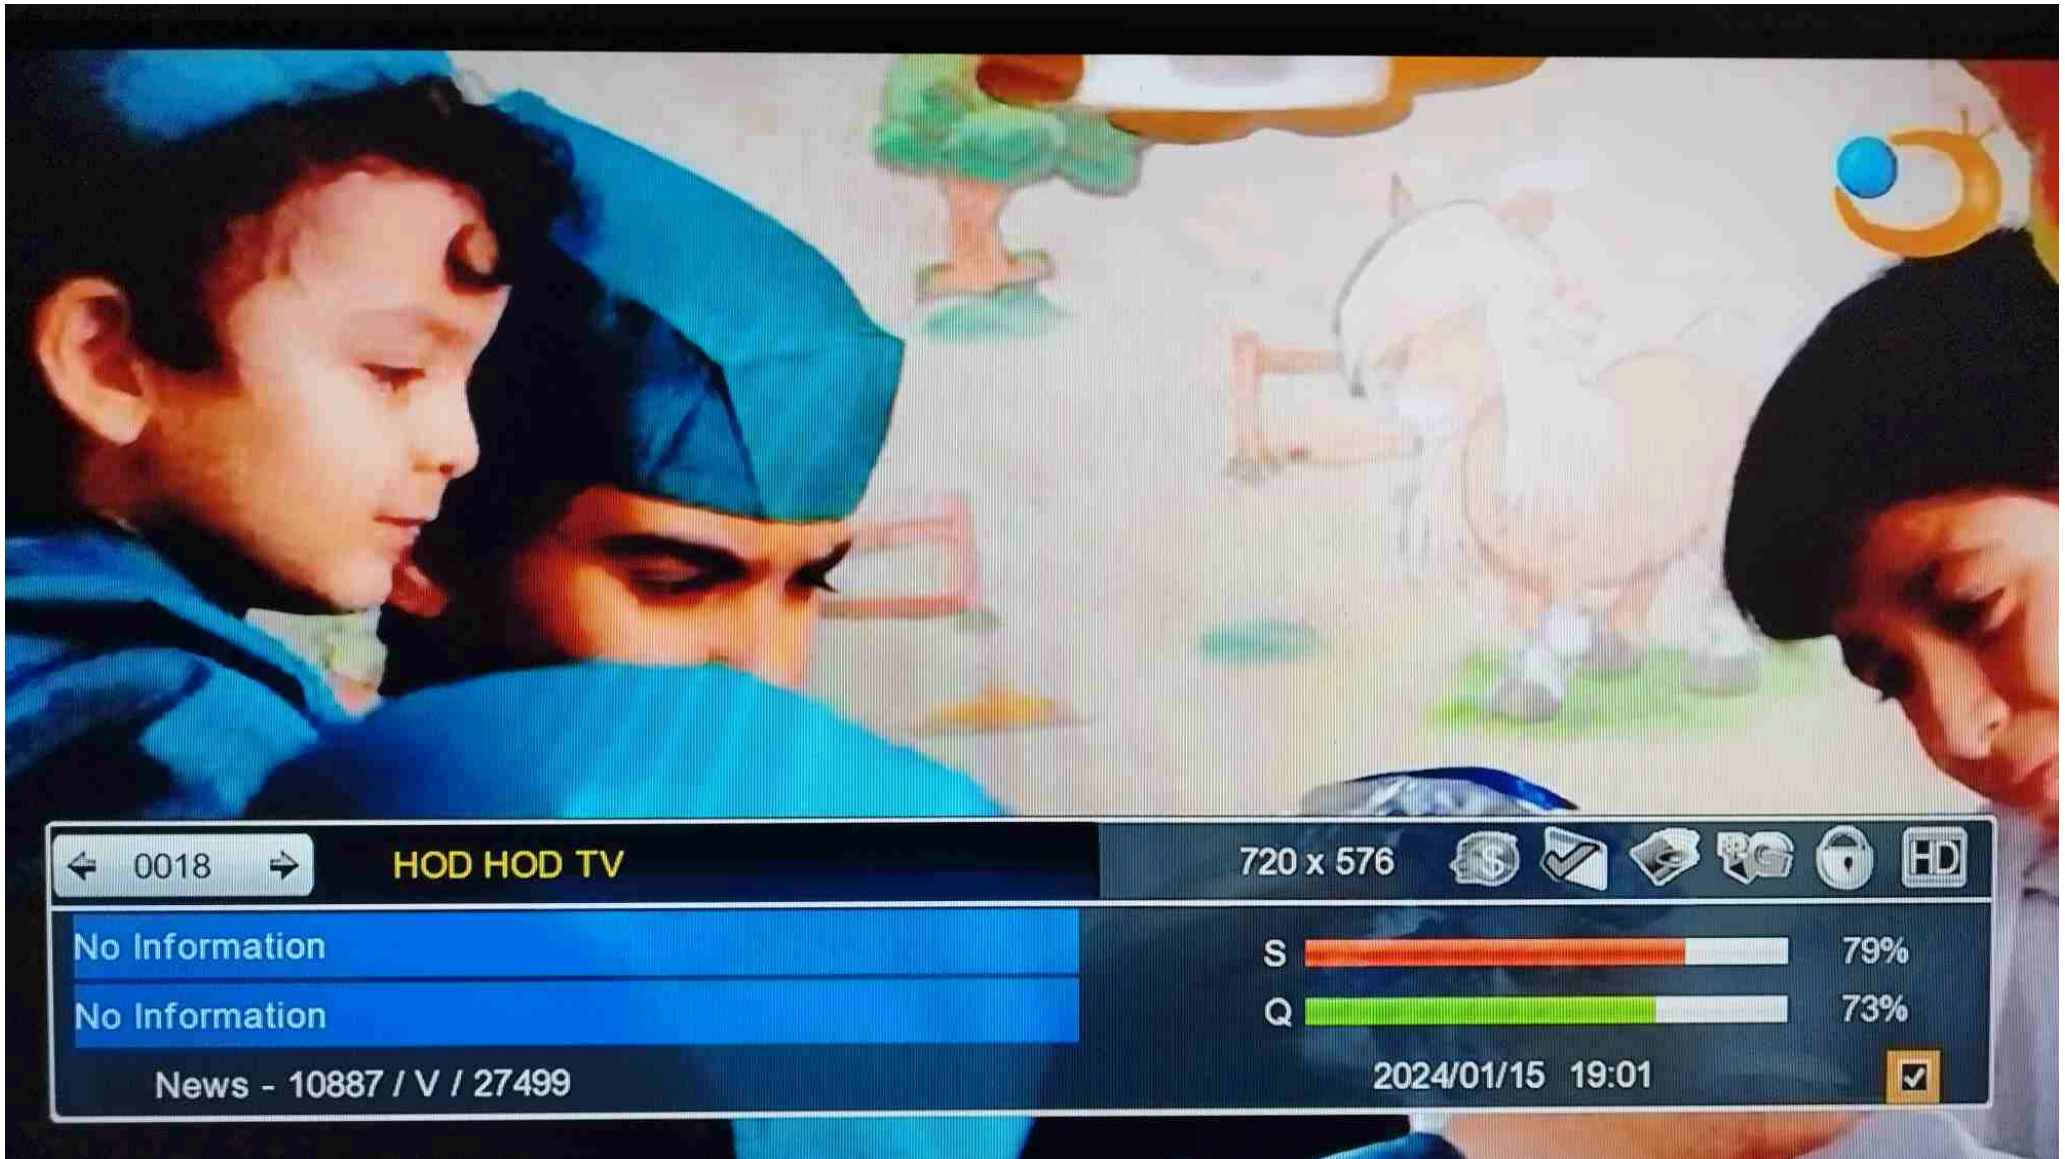 0018
HOD HOD TV
720 x 576
HD
No Information
S 79%
No Information
Q 73%
News - 10887 / V / 27499
2024/01/15 19:01